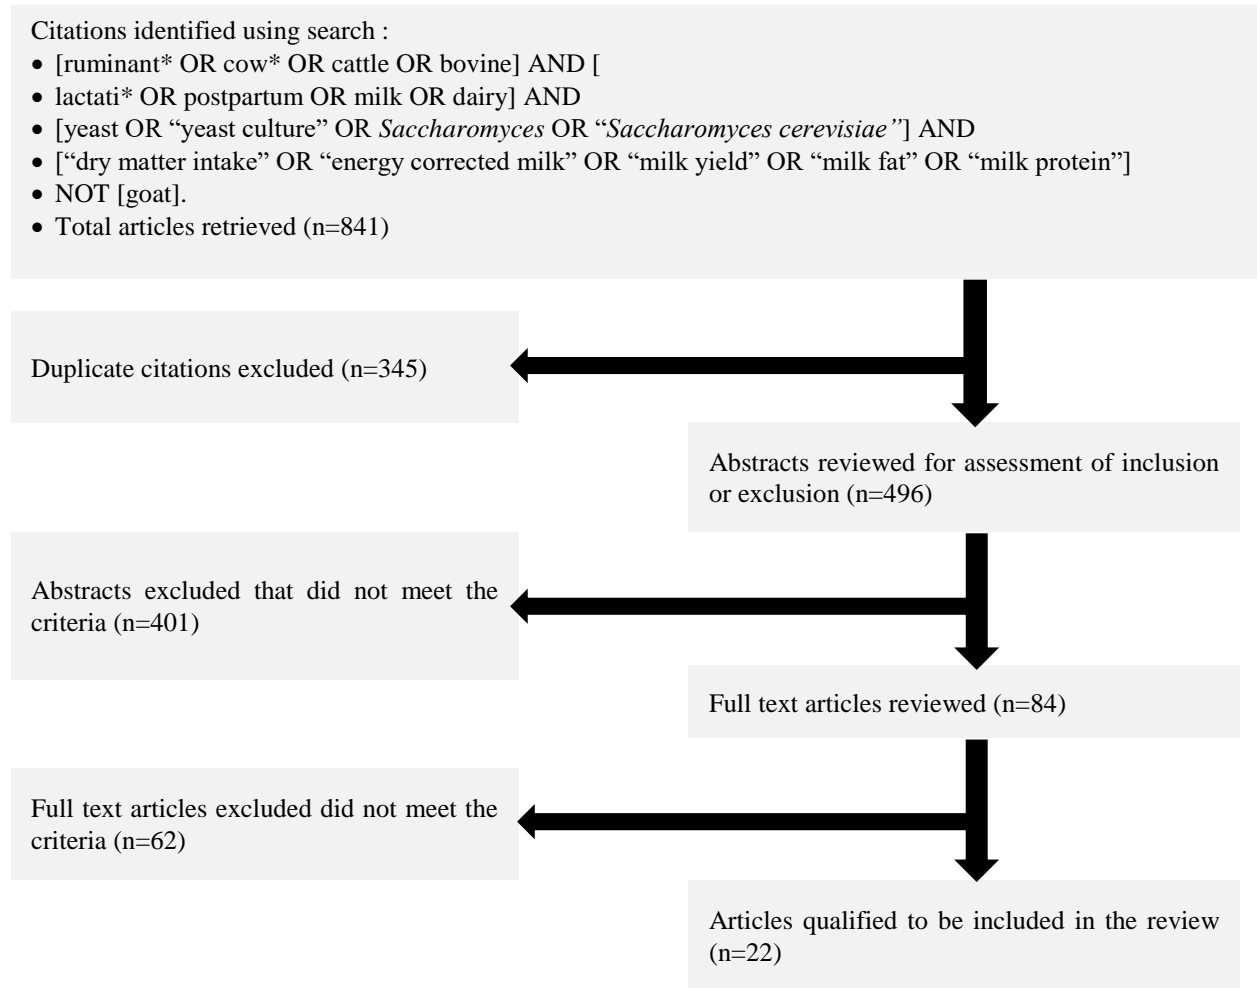 Citations identified using search :
• [ruminant* OR cow* OR cattle OR bovine] AND [
• lactati* OR postpartum OR milk OR dairy] AND
• [yeast OR “yeast culture” OR Saccharomyces OR “Saccharomyces cerevisiae”] AND
• [“dry matter intake” OR “energy corrected milk” OR “milk yield” OR “milk fat” OR “milk protein”]
• NOT [goat].
• Total articles retrieved (n=841)
Duplicate citations excluded (n=345)
Abstracts reviewed for assessment of inclusion
or exclusion (n=496)
Abstracts excluded that did not meet the
criteria (n=401)
Full text articles reviewed (n=84)
Full text articles excluded did not meet the
criteria (n=62)
Articles qualified to be included in the review
(n=22)